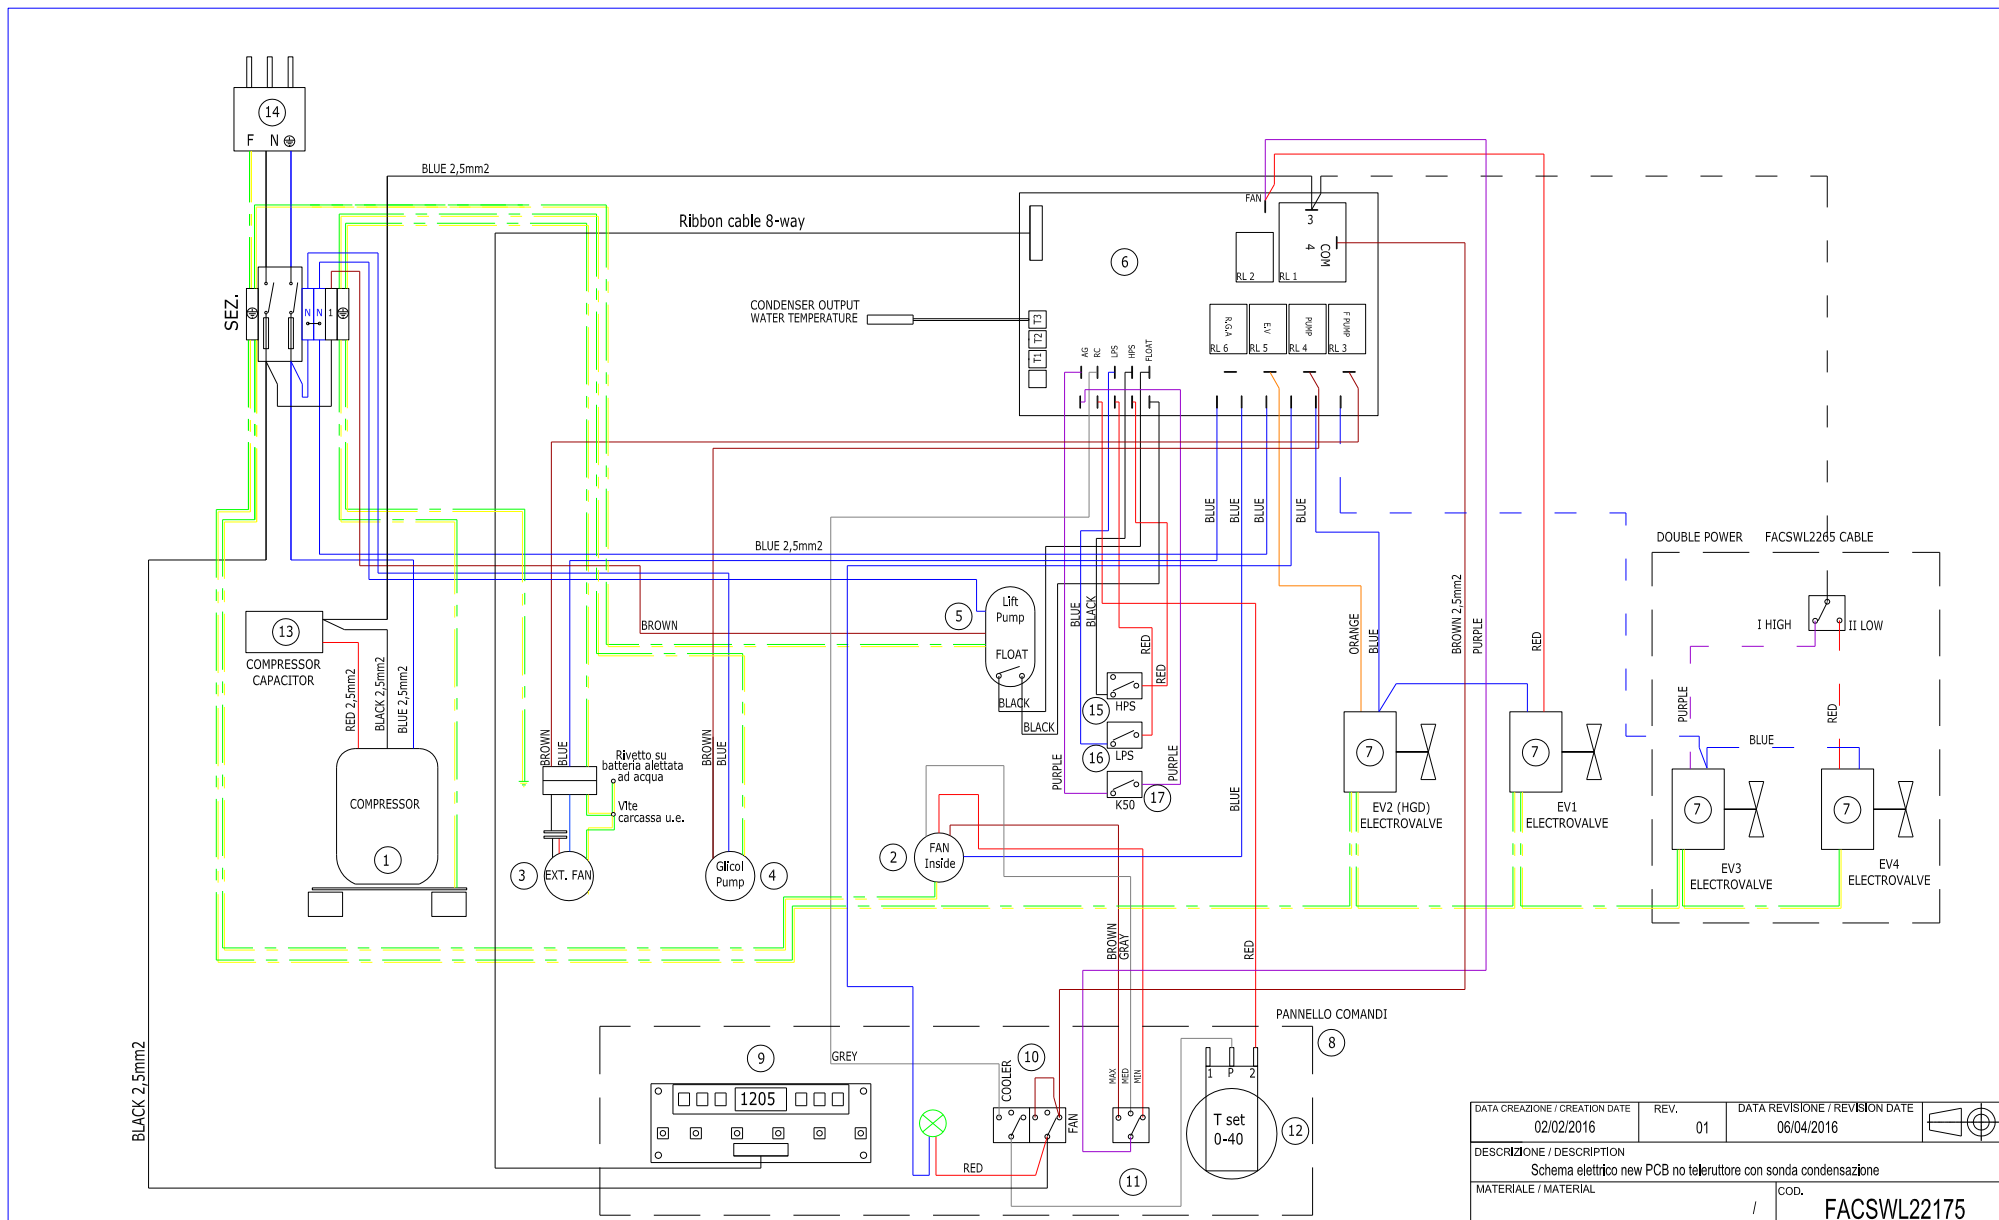 14
F N
BLUE 2,5mm2
Ribbon cable 8-way
FAN
3
4
COM
RL 2
RL 1
6
SEZ.
N
N
1
CONDENSER OUTPUT
WATER TEMPERATURE
T3
T2
T1
AG
RC
LPS
HPS
FLOAT
R.G.A
RL 6
E.V
RL 5
PUMP
RL 4
F PUMP
RL 3
BLUE
BLUE
BLUE
BLUE
BLUE 2,5mm2
DOUBLE POWER
FACSWL2265 CABLE
I HIGH
II LOW
13
COMPRESSOR
CAPACITOR
RED 2,5mm2
BLACK 2,5mm2
BLUE 2,5mm2
BROWN
5
Lift
Pump
FLOAT
BLACK
BLACK
BLUE
BLACK
RED
RED
15
HPS
16
LPS
PURPLE
PURPLE
K50
17
ORANGE
BLUE
BROWN 2,5mm2
PURPLE
RED
PURPLE
RED
BLUE
BLUE
COMPRESSOR
1
BROWN
BLUE
Rivetto su
batteria alettata
ad acqua
Vite
carcassa u.e.
3
EXT. FAN
BROWN
BLUE
Glicol
Pump
4
2
FAN
Inside
7
EV2 (HGD)
ELECTROVALVE
7
EV1
ELECTROVALVE
7
EV3
ELECTROVALVE
7
EV4
ELECTROVALVE
BROWN
GRAY
RED
BLACK 2,5mm2
PANNELLO COMANDI
8
9
1205
GREY
RED
COOLER
10
FAN
MAX
MED
MIN
11
1 P 2
T set
0-40
12
DATA CREAZIONE / CREATION DATE
02/02/2016
REV.
01
DATA REVISIONE / REVISION DATE
06/04/2016
DESCRIZIONE / DESCRIPTION
Schema elettrico new PCB no teleruttore con sonda condensazione
MATERIALE / MATERIAL
/
COD.
FACSWL22175